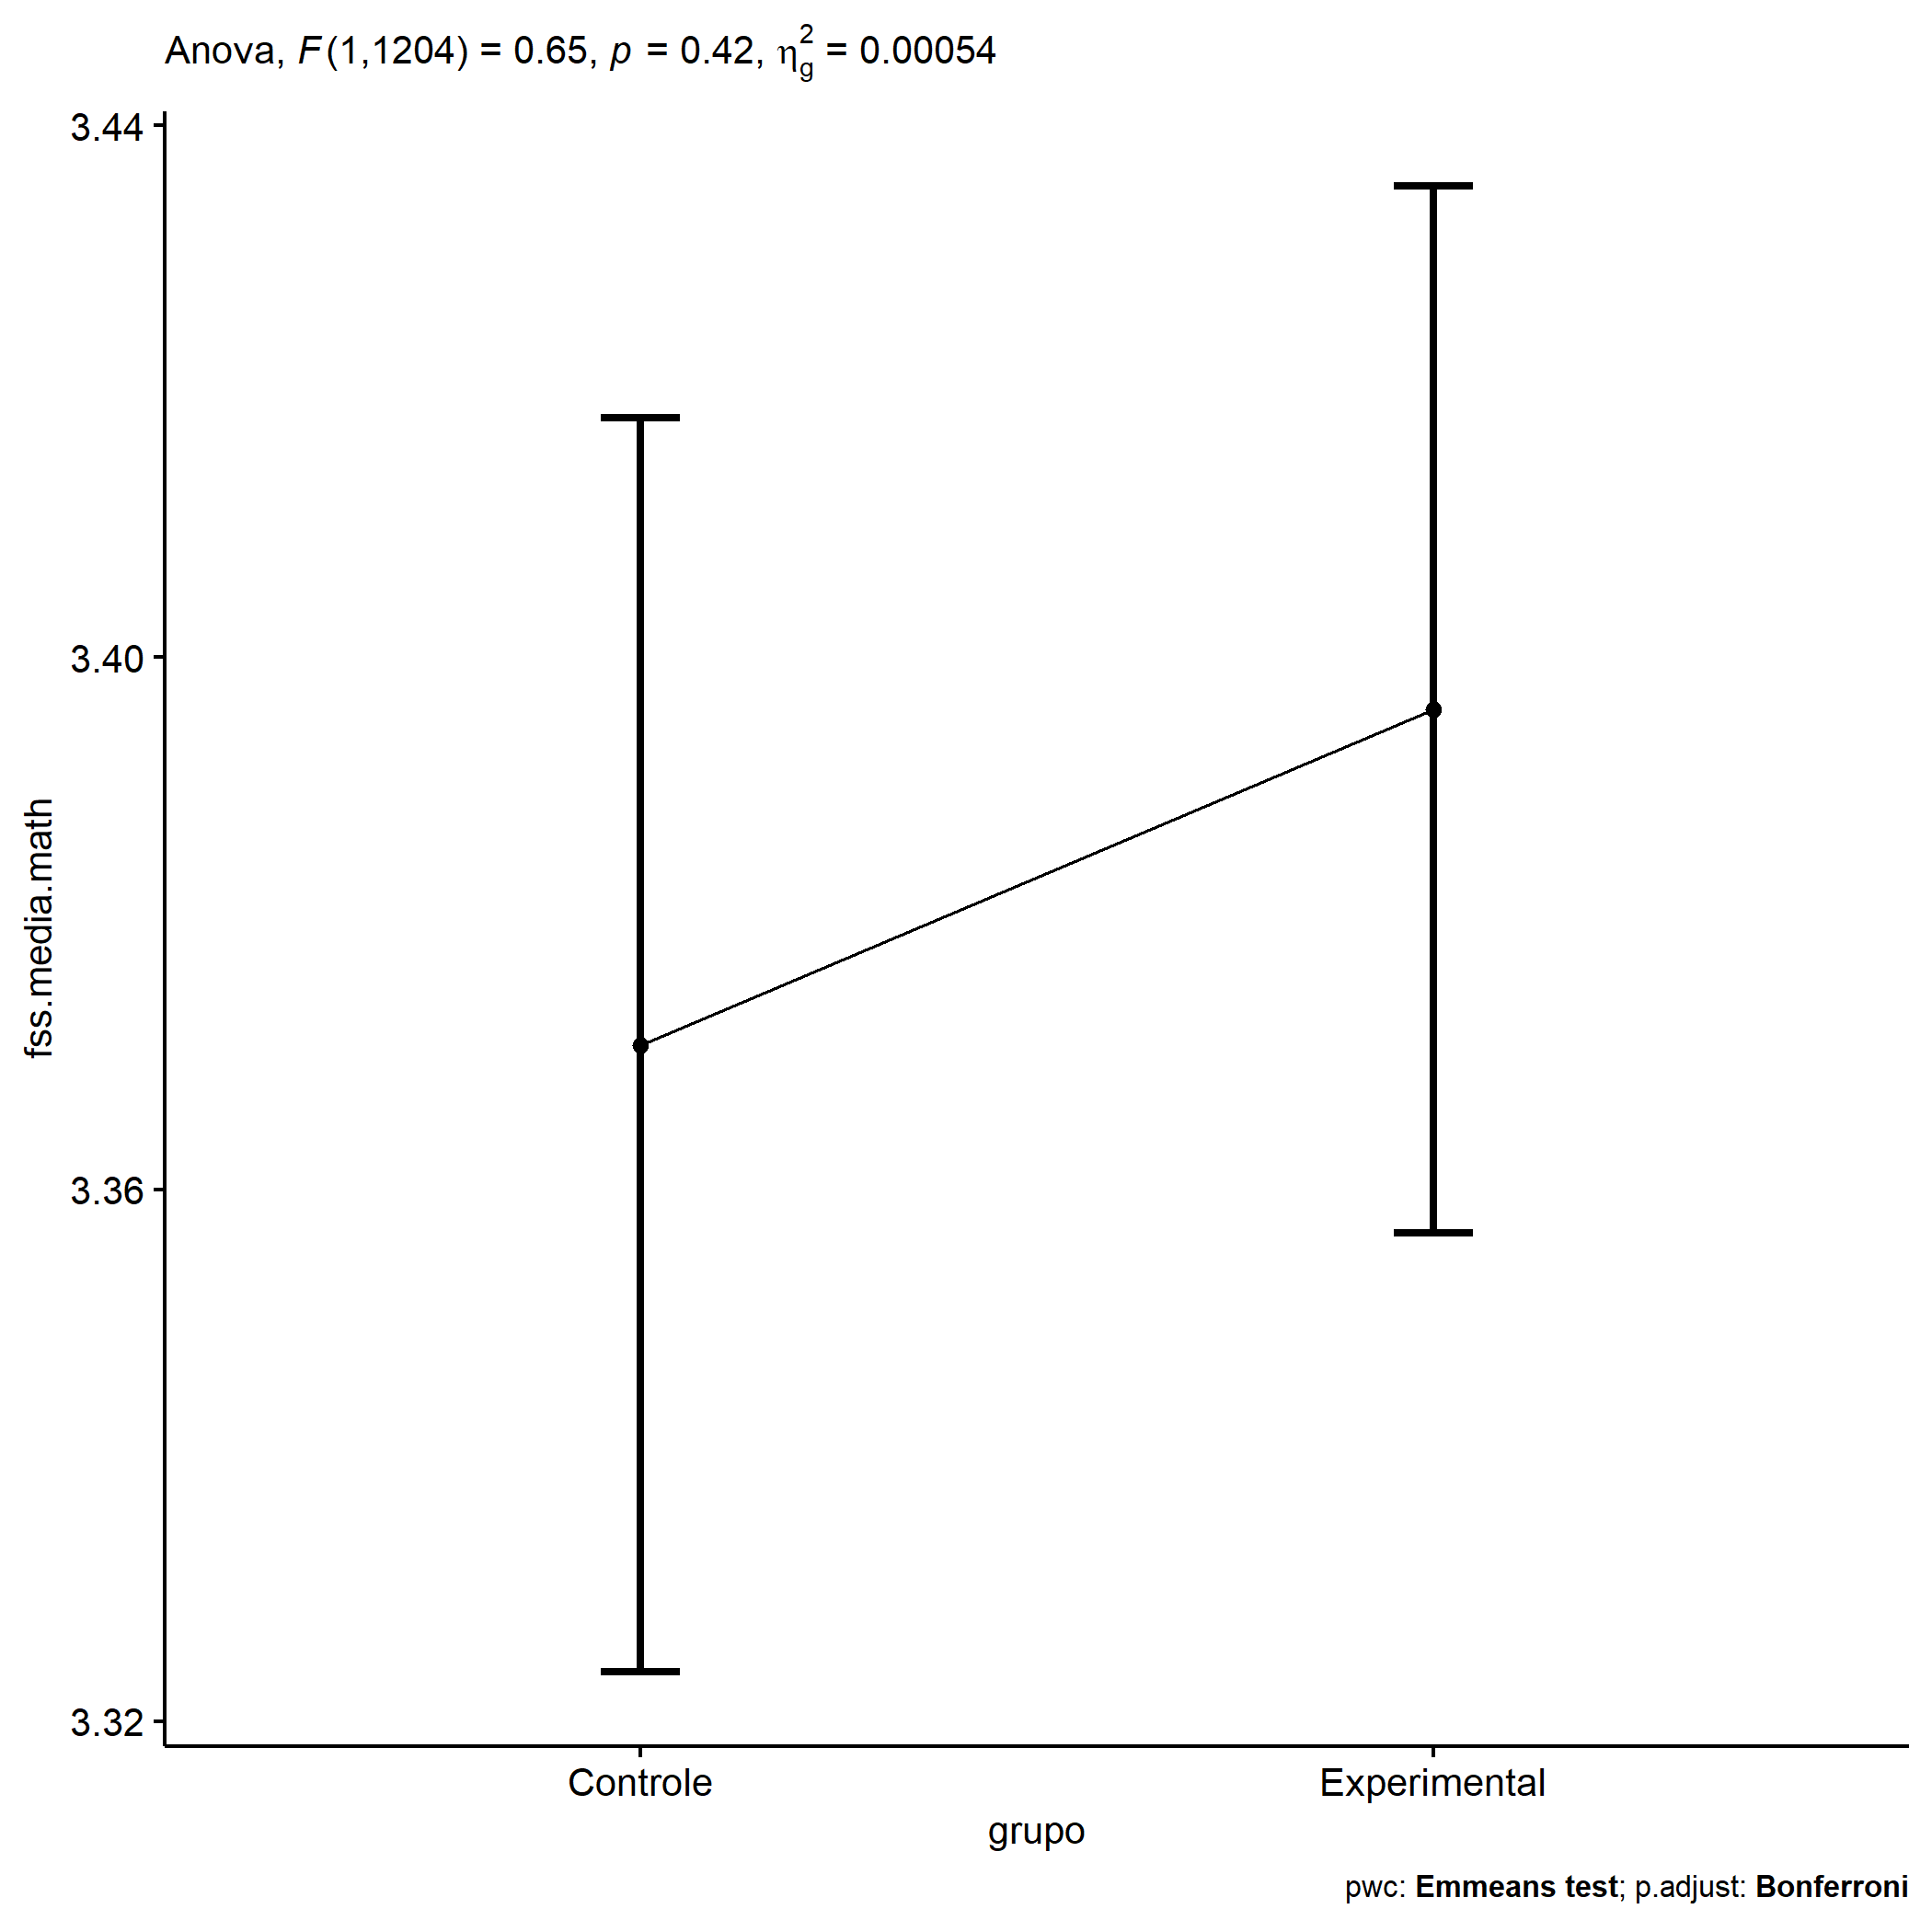 Anova, F(1,1204) = 0.65, p = 0.42, η²g = 0.00054
3.44
3.40
3.36
3.32
fss.media.math
Controle
Experimental
grupo
pwc: Emmeans test; p.adjust: Bonferroni